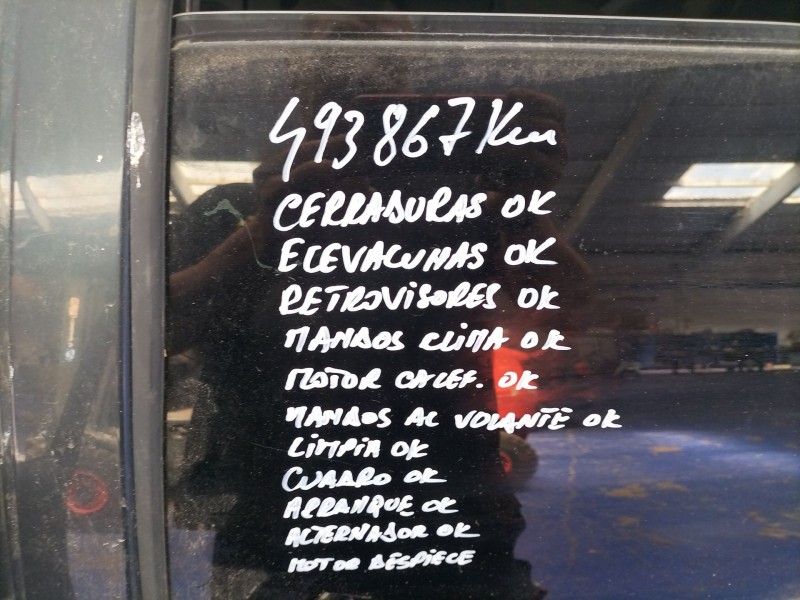 493867 Km
CERRADURAS OK
ELEVALUNAS OK
RETROVISORES OK
MANDOS CLIMA OK
MOTOR CALEF. OK
MANDOS AL VOLANTE OK
LIMPIA OK
CUADRO OK
ARRANQUE OK
ALTERNADOR OK
MOTOR DESPIECE